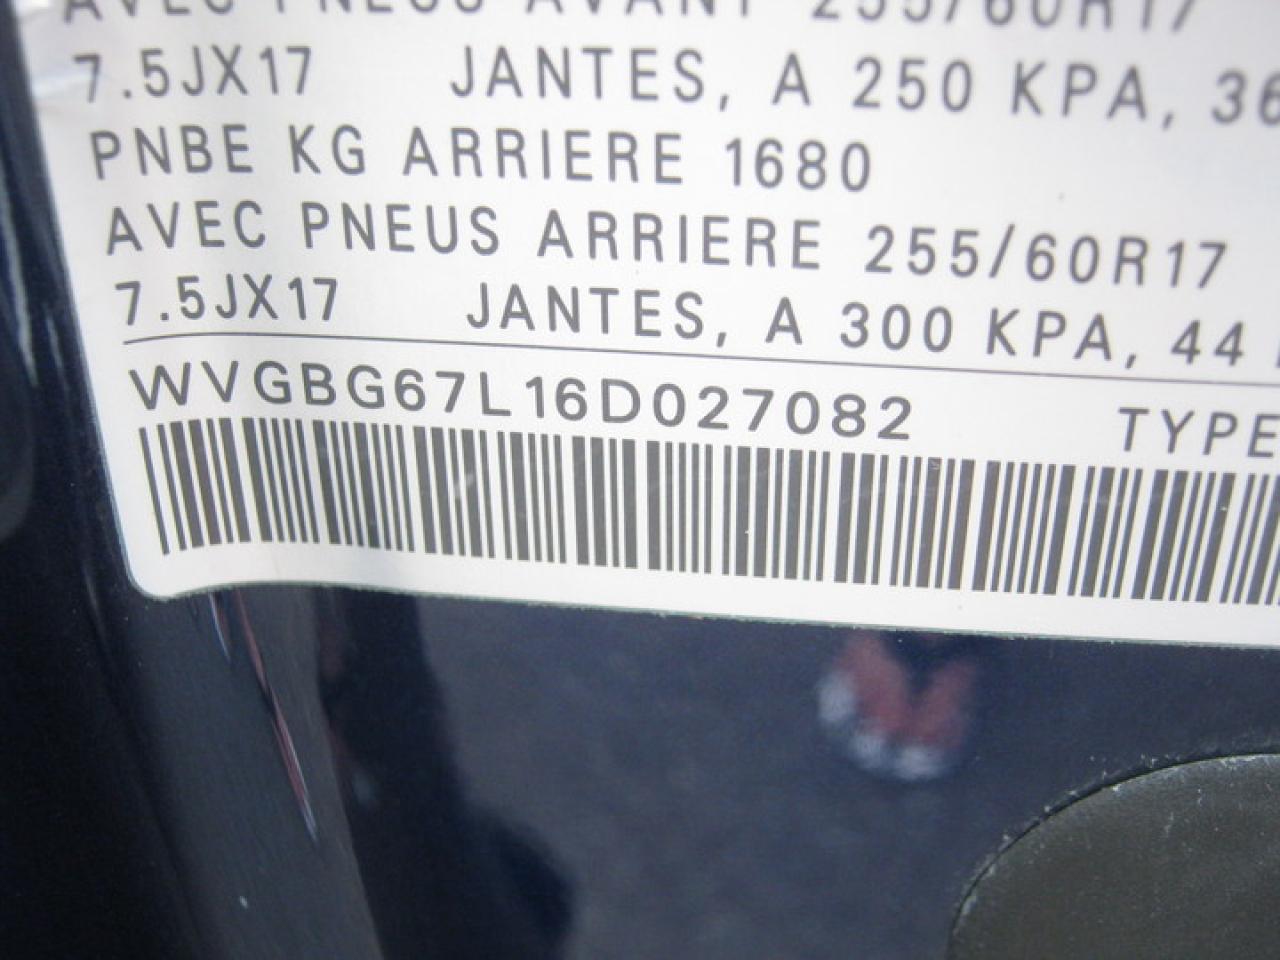 AVEC PNEUS AVANT 255/60R17
7.5JX17 JANTES, A 250 KPA, 36
PNBE KG ARRIERE 1680
AVEC PNEUS ARRIERE 255/60R17
7.5JX17 JANTES, A 300 KPA, 44
WVGBG67L16D027082 TYPE